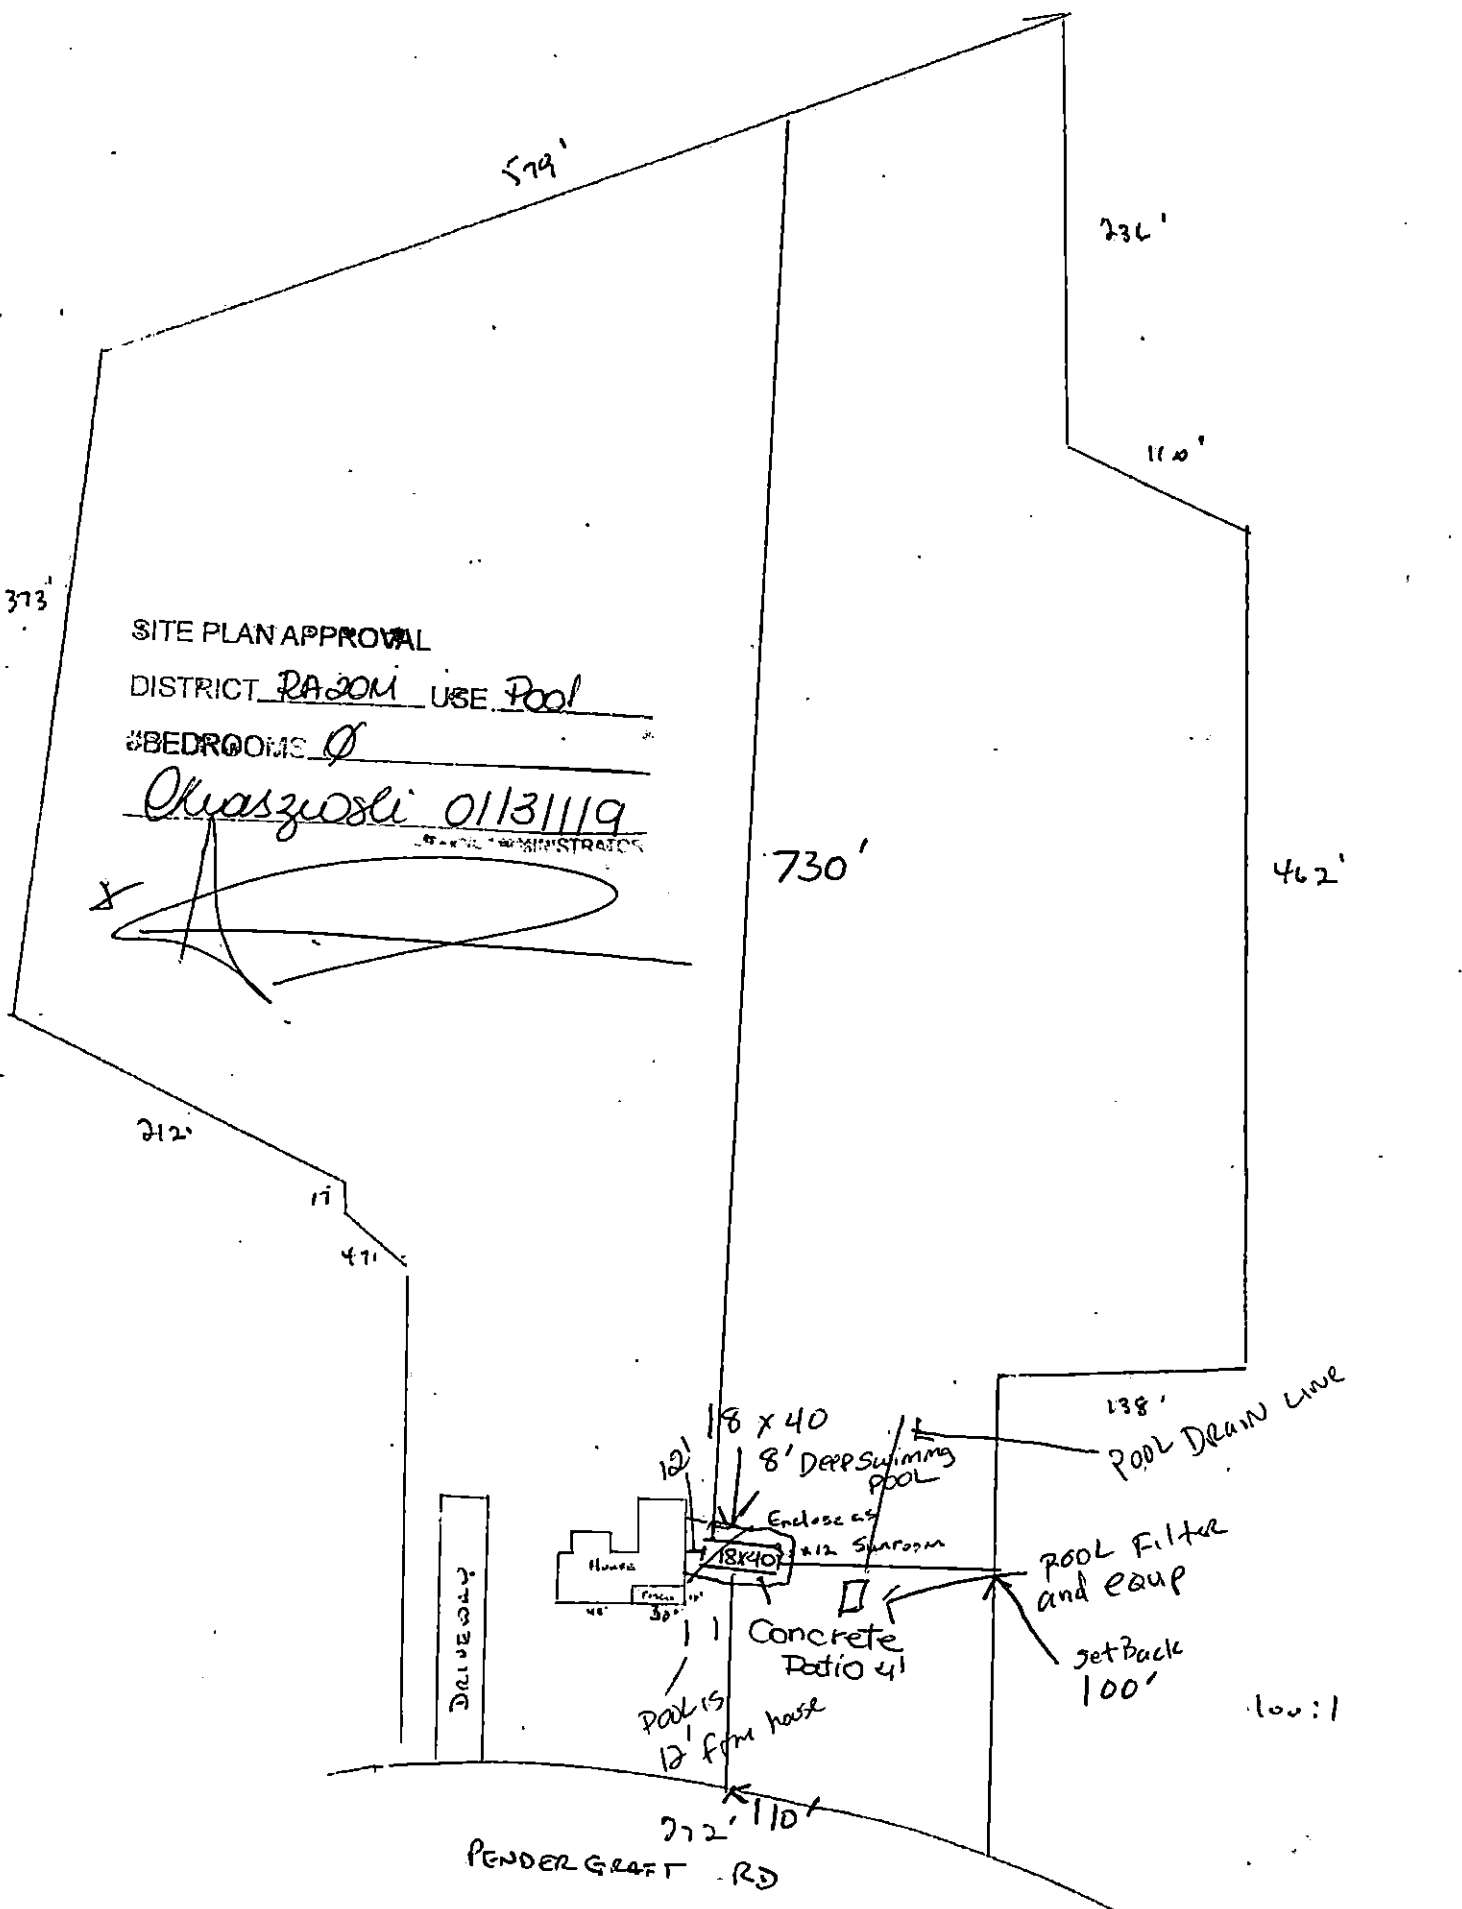 579'
236'
110'
373'
SITE PLAN APPROVAL
DISTRICT RA20M USE Pool
#BEDROOMS Ø
01/31/19
ADMINISTRATOR
X
730'
462'
212'
17'
47'
138'
POOL DRAIN LINE
18 x 40
8' Deep Swimming
POOL
12'
Enclose as
x12 Sunroom
18x40
House
Porch
DRIVEWAY
POOL Filter
and equp
Concrete
Patio 4'
setBack
100'
100:1
POOL is
12' from house
110'
PENDERGRAFT RD